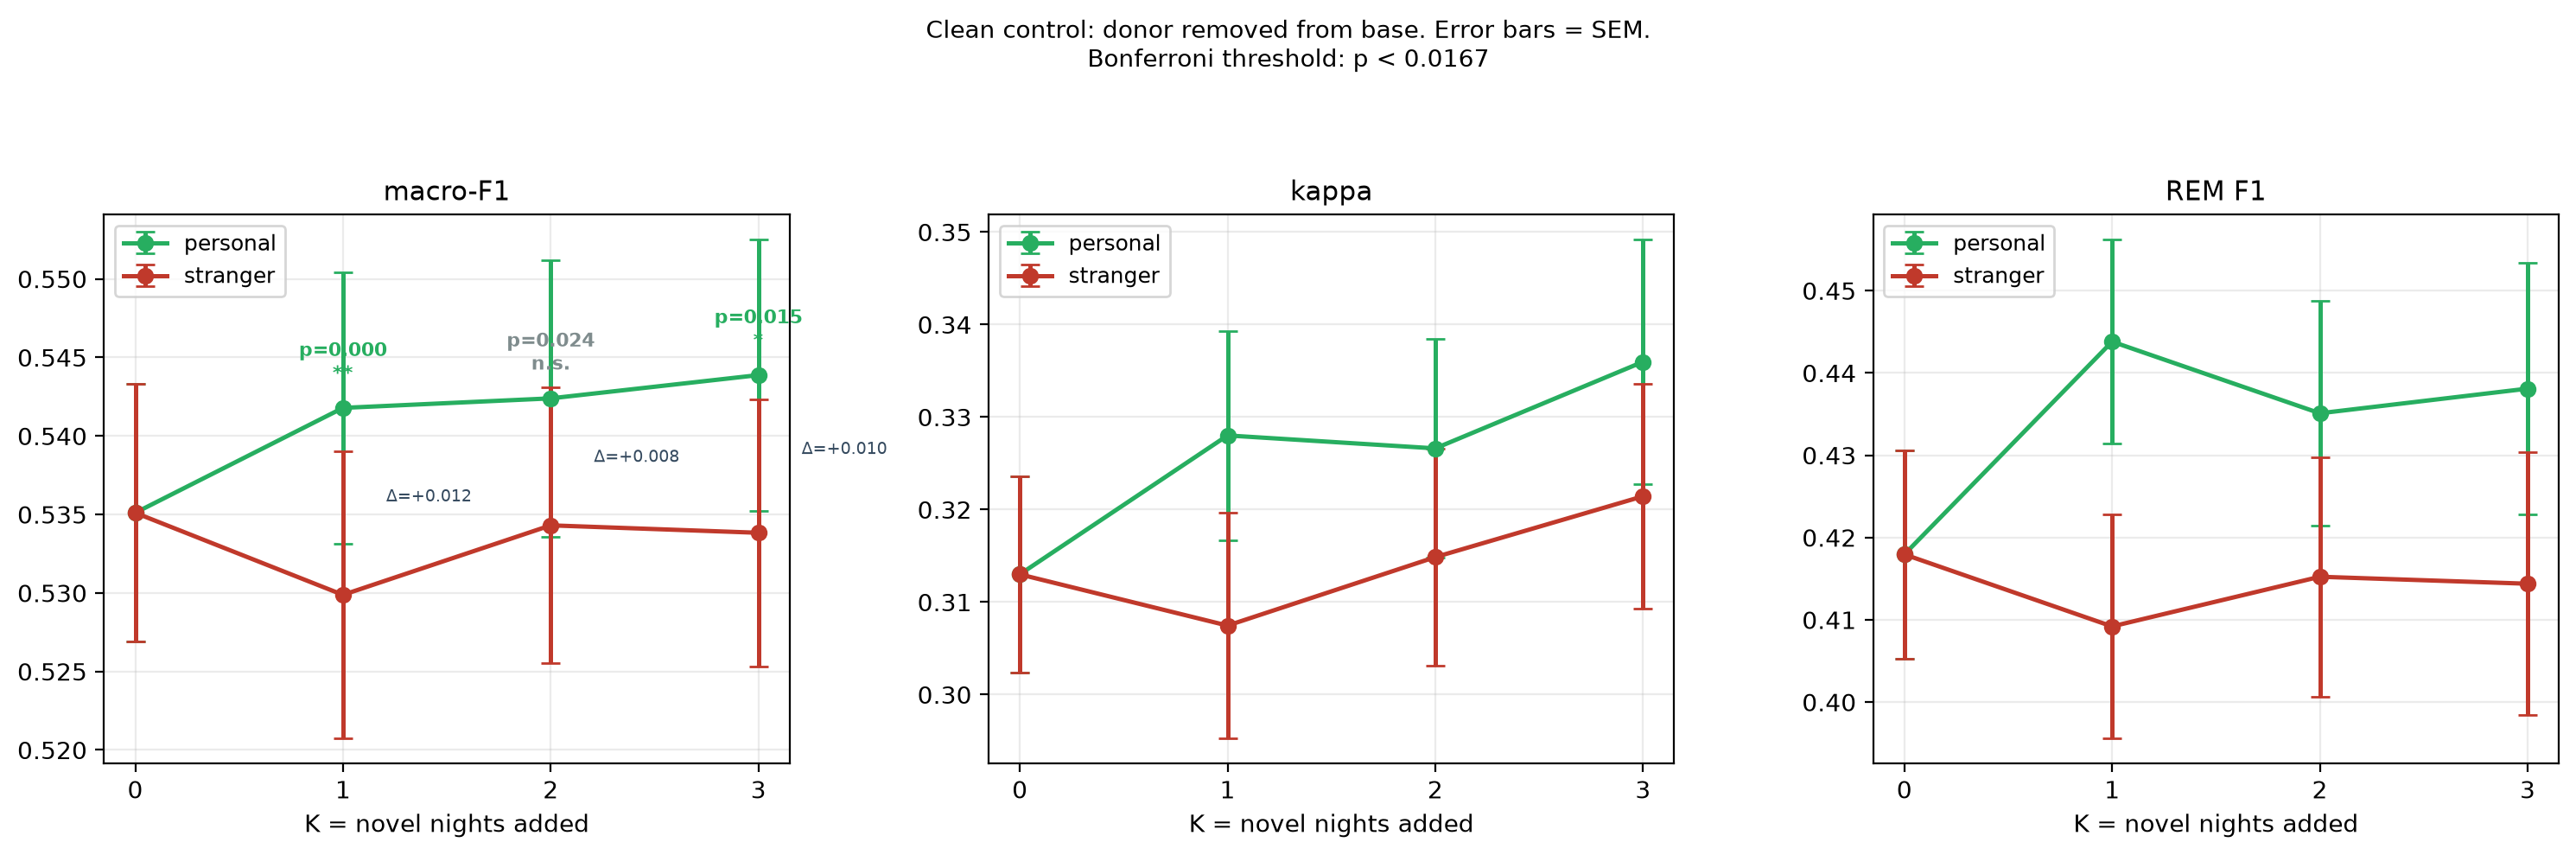 Clean control: donor removed from base. Error bars = SEM.
Bonferroni threshold: p < 0.0167
macro-F1
personal
stranger
0.550
0.545
0.540
0.535
0.530
0.525
0.520
p=0.000
**
p=0.024
n.s.
p=0.015
*
Δ=+0.012
Δ=+0.008
Δ=+0.010
0 1 2 3
K = novel nights added
kappa
personal
stranger
0.35
0.34
0.33
0.32
0.31
0.30
0 1 2 3
K = novel nights added
REM F1
personal
stranger
0.45
0.44
0.43
0.42
0.41
0.40
0 1 2 3
K = novel nights added